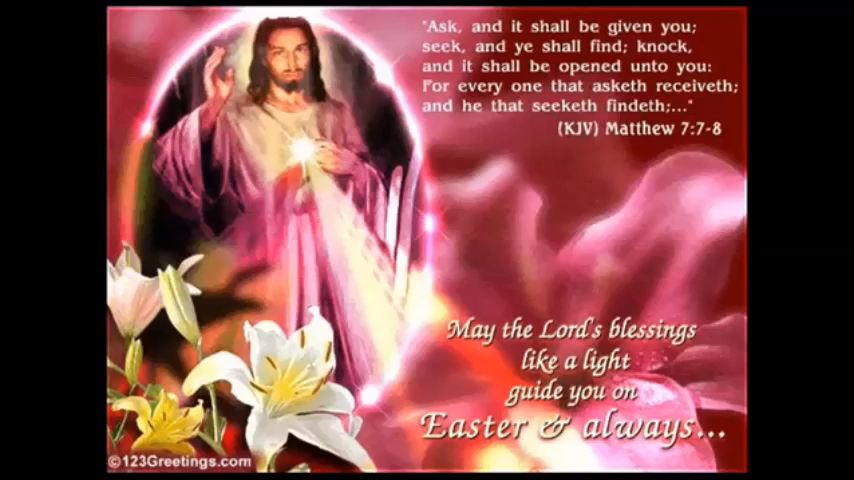 "Ask, and it shall be given you;
seek, and ye shall find; knock,
and it shall be opened unto you:
For every one that asketh receiveth;
and he that seeketh findeth;..."
(KJV) Matthew 7:7-8
May the Lord's blessings
like a light
guide you on
Easter & always...
©123Greetings.com